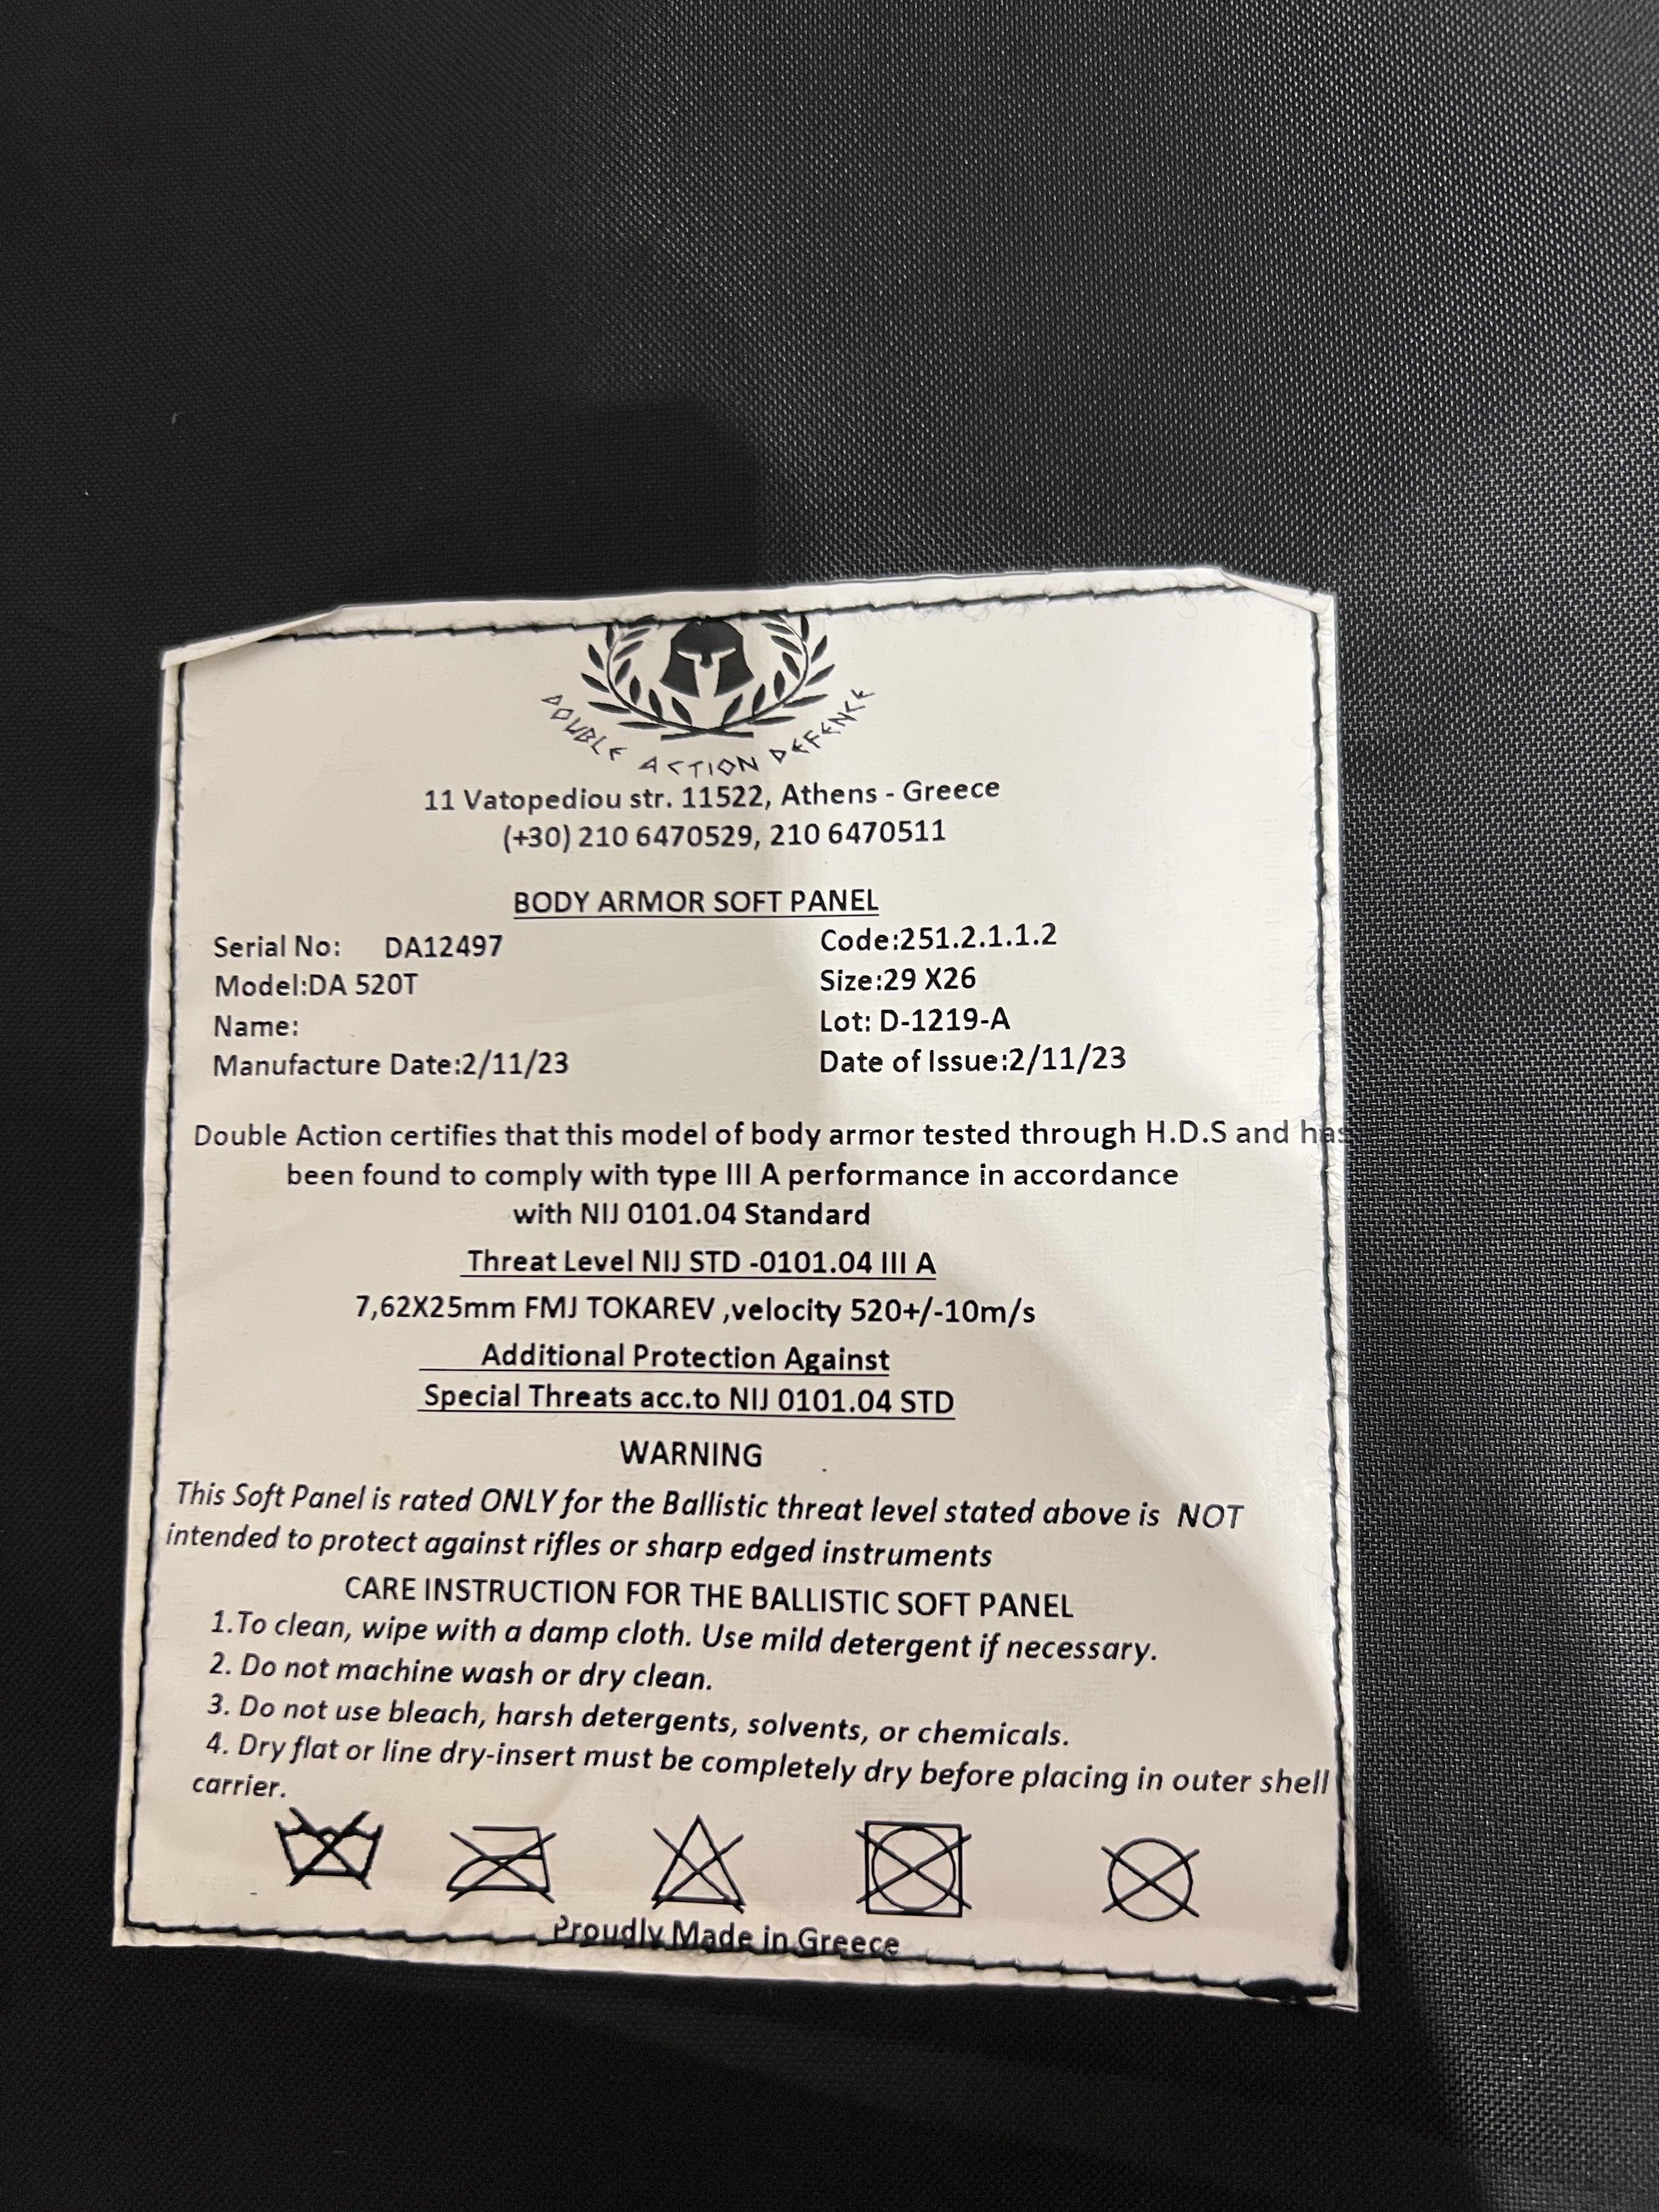 DOUBLE ACTION DEFENCE
11 Vatopediou str. 11522, Athens - Greece
(+30) 210 6470529, 210 6470511
BODY ARMOR SOFT PANEL
Serial No: DA12497
Code:251.2.1.1.2
Model:DA 520T
Size:29 X26
Name:
Lot: D-1219-A
Manufacture Date:2/11/23
Date of Issue:2/11/23
Double Action certifies that this model of body armor tested through H.D.S and has
been found to comply with type III A performance in accordance
with NIJ 0101.04 Standard
Threat Level NIJ STD -0101.04 III A
7,62X25mm FMJ TOKAREV ,velocity 520+/-10m/s
Additional Protection Against
Special Threats acc.to NIJ 0101.04 STD
WARNING
This Soft Panel is rated ONLY for the Ballistic threat level stated above is NOT
intended to protect against rifles or sharp edged instruments
CARE INSTRUCTION FOR THE BALLISTIC SOFT PANEL
1.To clean, wipe with a damp cloth. Use mild detergent if necessary.
2. Do not machine wash or dry clean.
3. Do not use bleach, harsh detergents, solvents, or chemicals.
4. Dry flat or line dry-insert must be completely dry before placing in outer shell
carrier.
Proudly Made in Greece